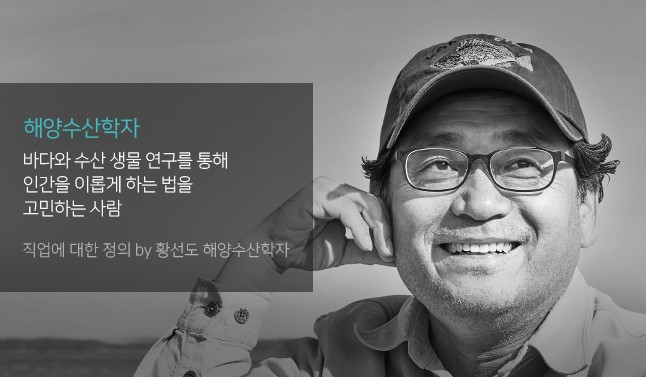 해양수산학자
바다와 수산 생물 연구를 통해
인간을 이롭게 하는 법을
고민하는 사람
직업에 대한 정의 by 황선도 해양수산학자